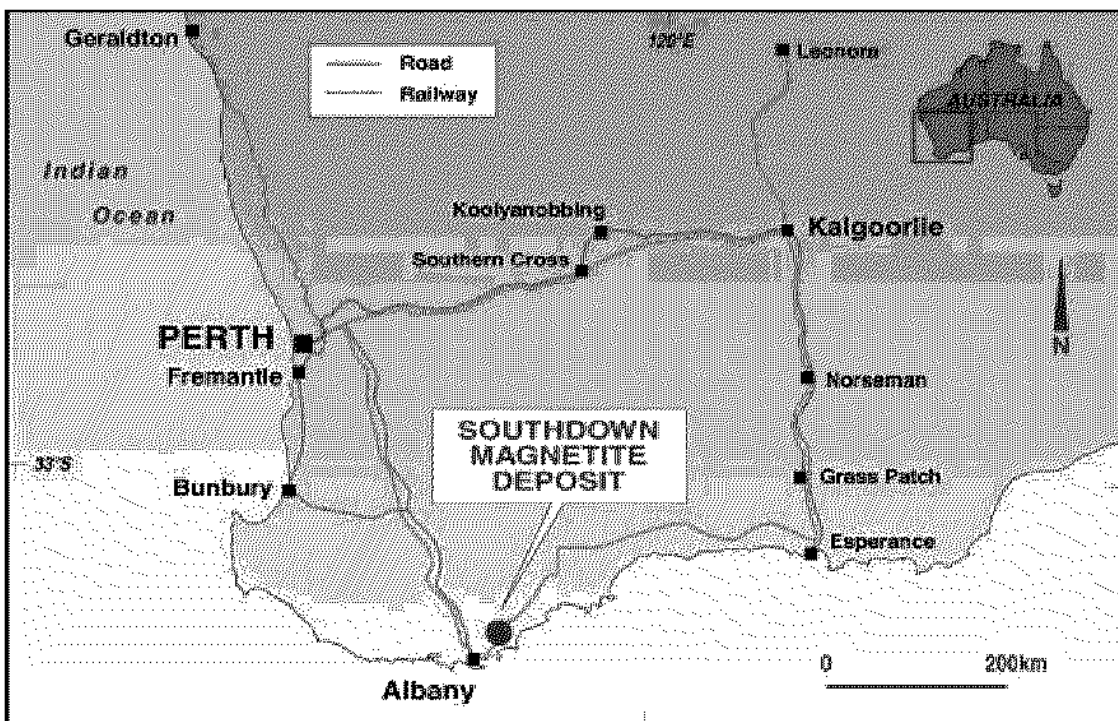 Geraldton
120°E
Leonora
Road
Railway
AUSTRALIA
Indian
Ocean
Koolyanobbing
Kalgoorlie
Southern Cross
PERTH
N
Fremantle
Norseman
SOUTHDOWN
MAGNETITE
DEPOSIT
33°S
Bunbury
Grass Patch
Esperance
0 200km
Albany